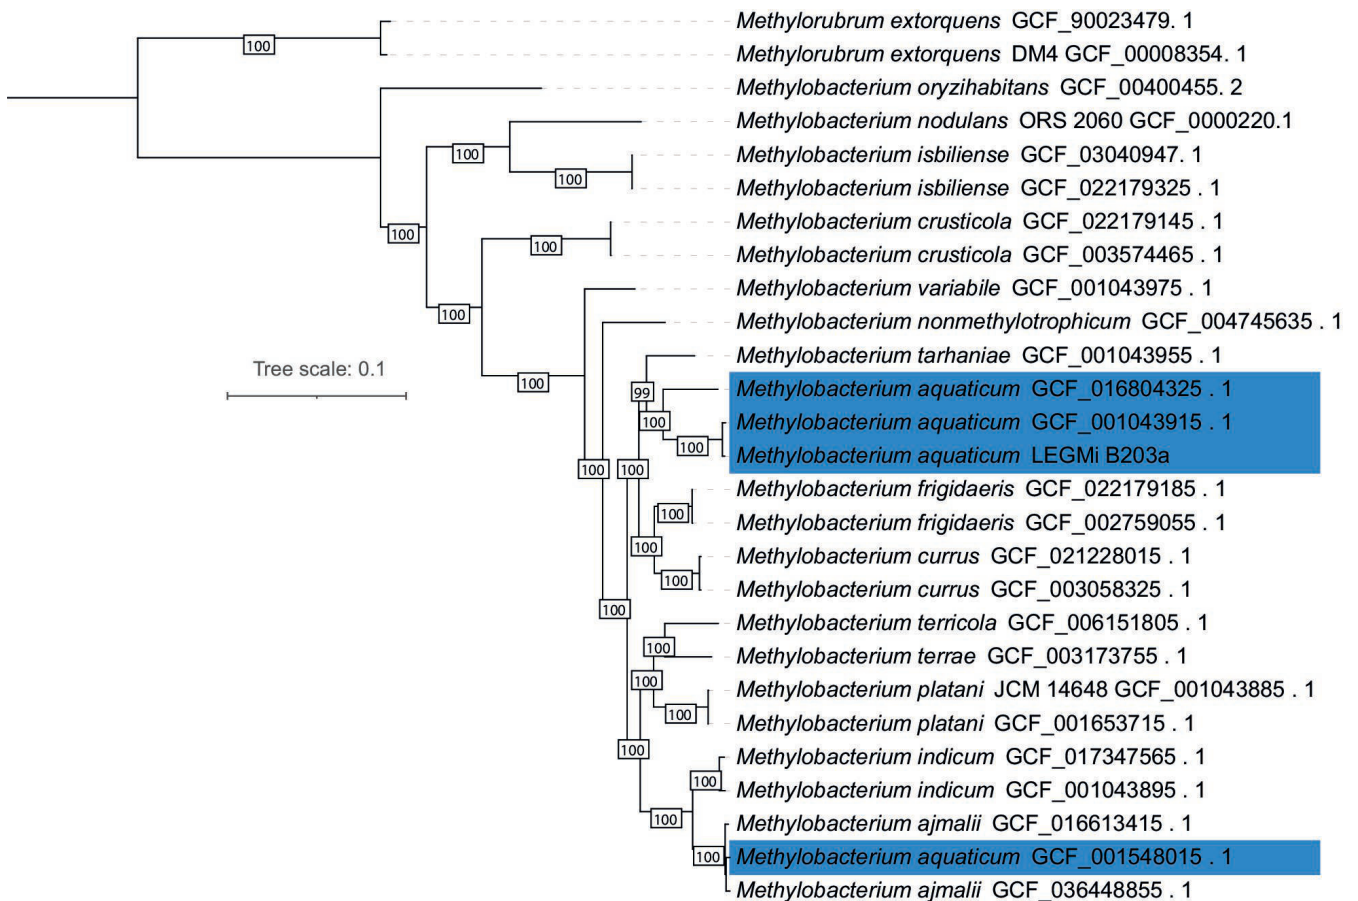 Methylorubrum extorquens GCF_90023479. 1
100
Methylorubrum extorquens DM4 GCF_00008354. 1
Methylobacterium oryzihabitans GCF_00400455. 2
Methylobacterium nodulans ORS 2060 GCF_0000220.1
100
Methylobacterium isbiliense GCF_03040947. 1
100
Methylobacterium isbiliense GCF_022179325 . 1
Methylobacterium crusticola GCF_022179145 . 1
100
100
Methylobacterium crusticola GCF_003574465 . 1
Methylobacterium variabile GCF_001043975 . 1
100
Methylobacterium nonmethylotrophicum GCF_004745635 . 1
Methylobacterium tarhaniae GCF_001043955 . 1
Tree scale: 0.1
100
99
Methylobacterium aquaticum GCF_016804325 . 1
100
Methylobacterium aquaticum GCF_001043915 . 1
100
Methylobacterium aquaticum LEGMi B203a
100
100
Methylobacterium frigidaeris GCF_022179185 . 1
100
Methylobacterium frigidaeris GCF_002759055 . 1
100
Methylobacterium currus GCF_021228015 . 1
100
Methylobacterium currus GCF_003058325 . 1
100
Methylobacterium terricola GCF_006151805 . 1
100
Methylobacterium terrae GCF_003173755 . 1
100
Methylobacterium platani JCM 14648 GCF_001043885 . 1
100
Methylobacterium platani GCF_001653715 . 1
100
Methylobacterium indicum GCF_017347565 . 1
100
Methylobacterium indicum GCF_001043895 . 1
100
Methylobacterium ajmalii GCF_016613415 . 1
100
Methylobacterium aquaticum GCF_001548015 . 1
Methylobacterium ajmalii GCF_036448855 . 1